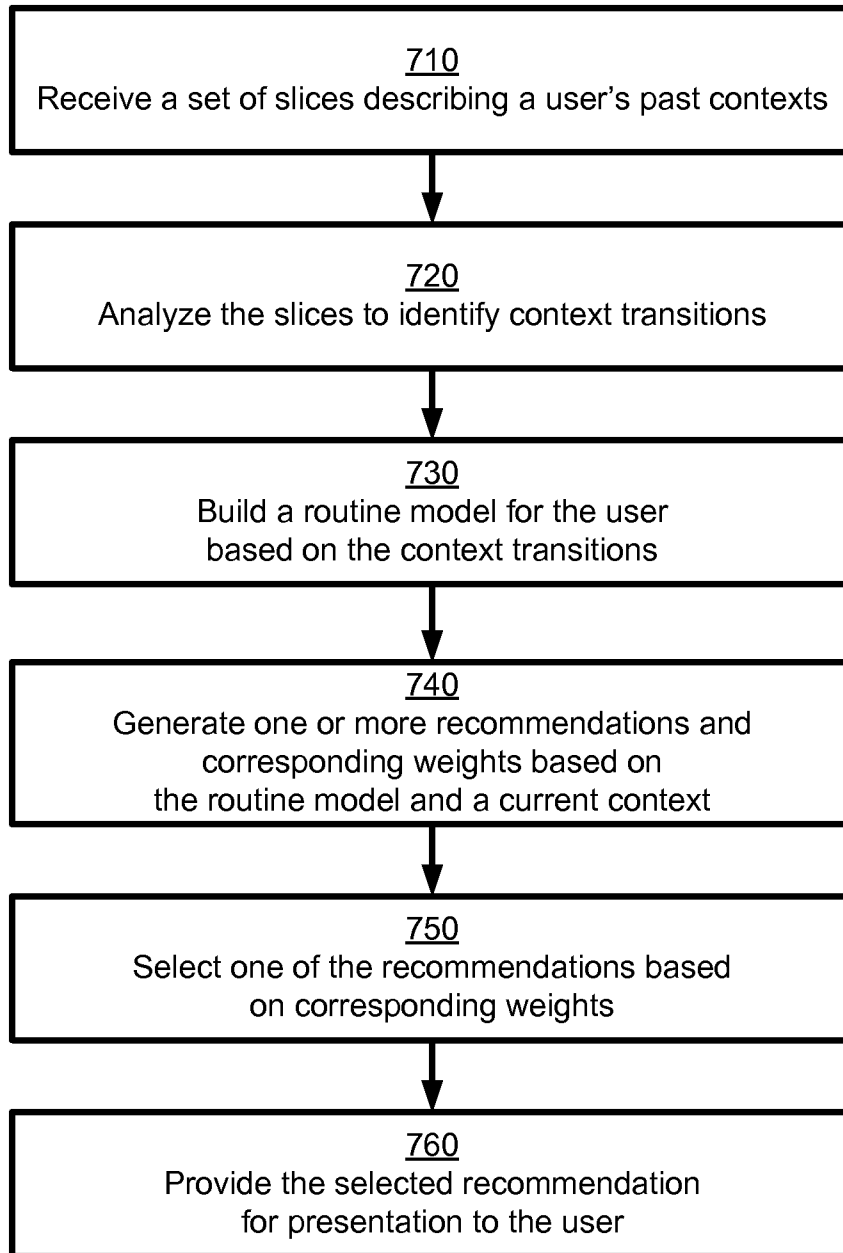 710
Receive a set of slices describing a user’s past contexts
720
Analyze the slices to identify context transitions
730
Build a routine model for the user
based on the context transitions
740
Generate one or more recommendations and
corresponding weights based on
the routine model and a current context
750
Select one of the recommendations based
on corresponding weights
760
Provide the selected recommendation
for presentation to the user